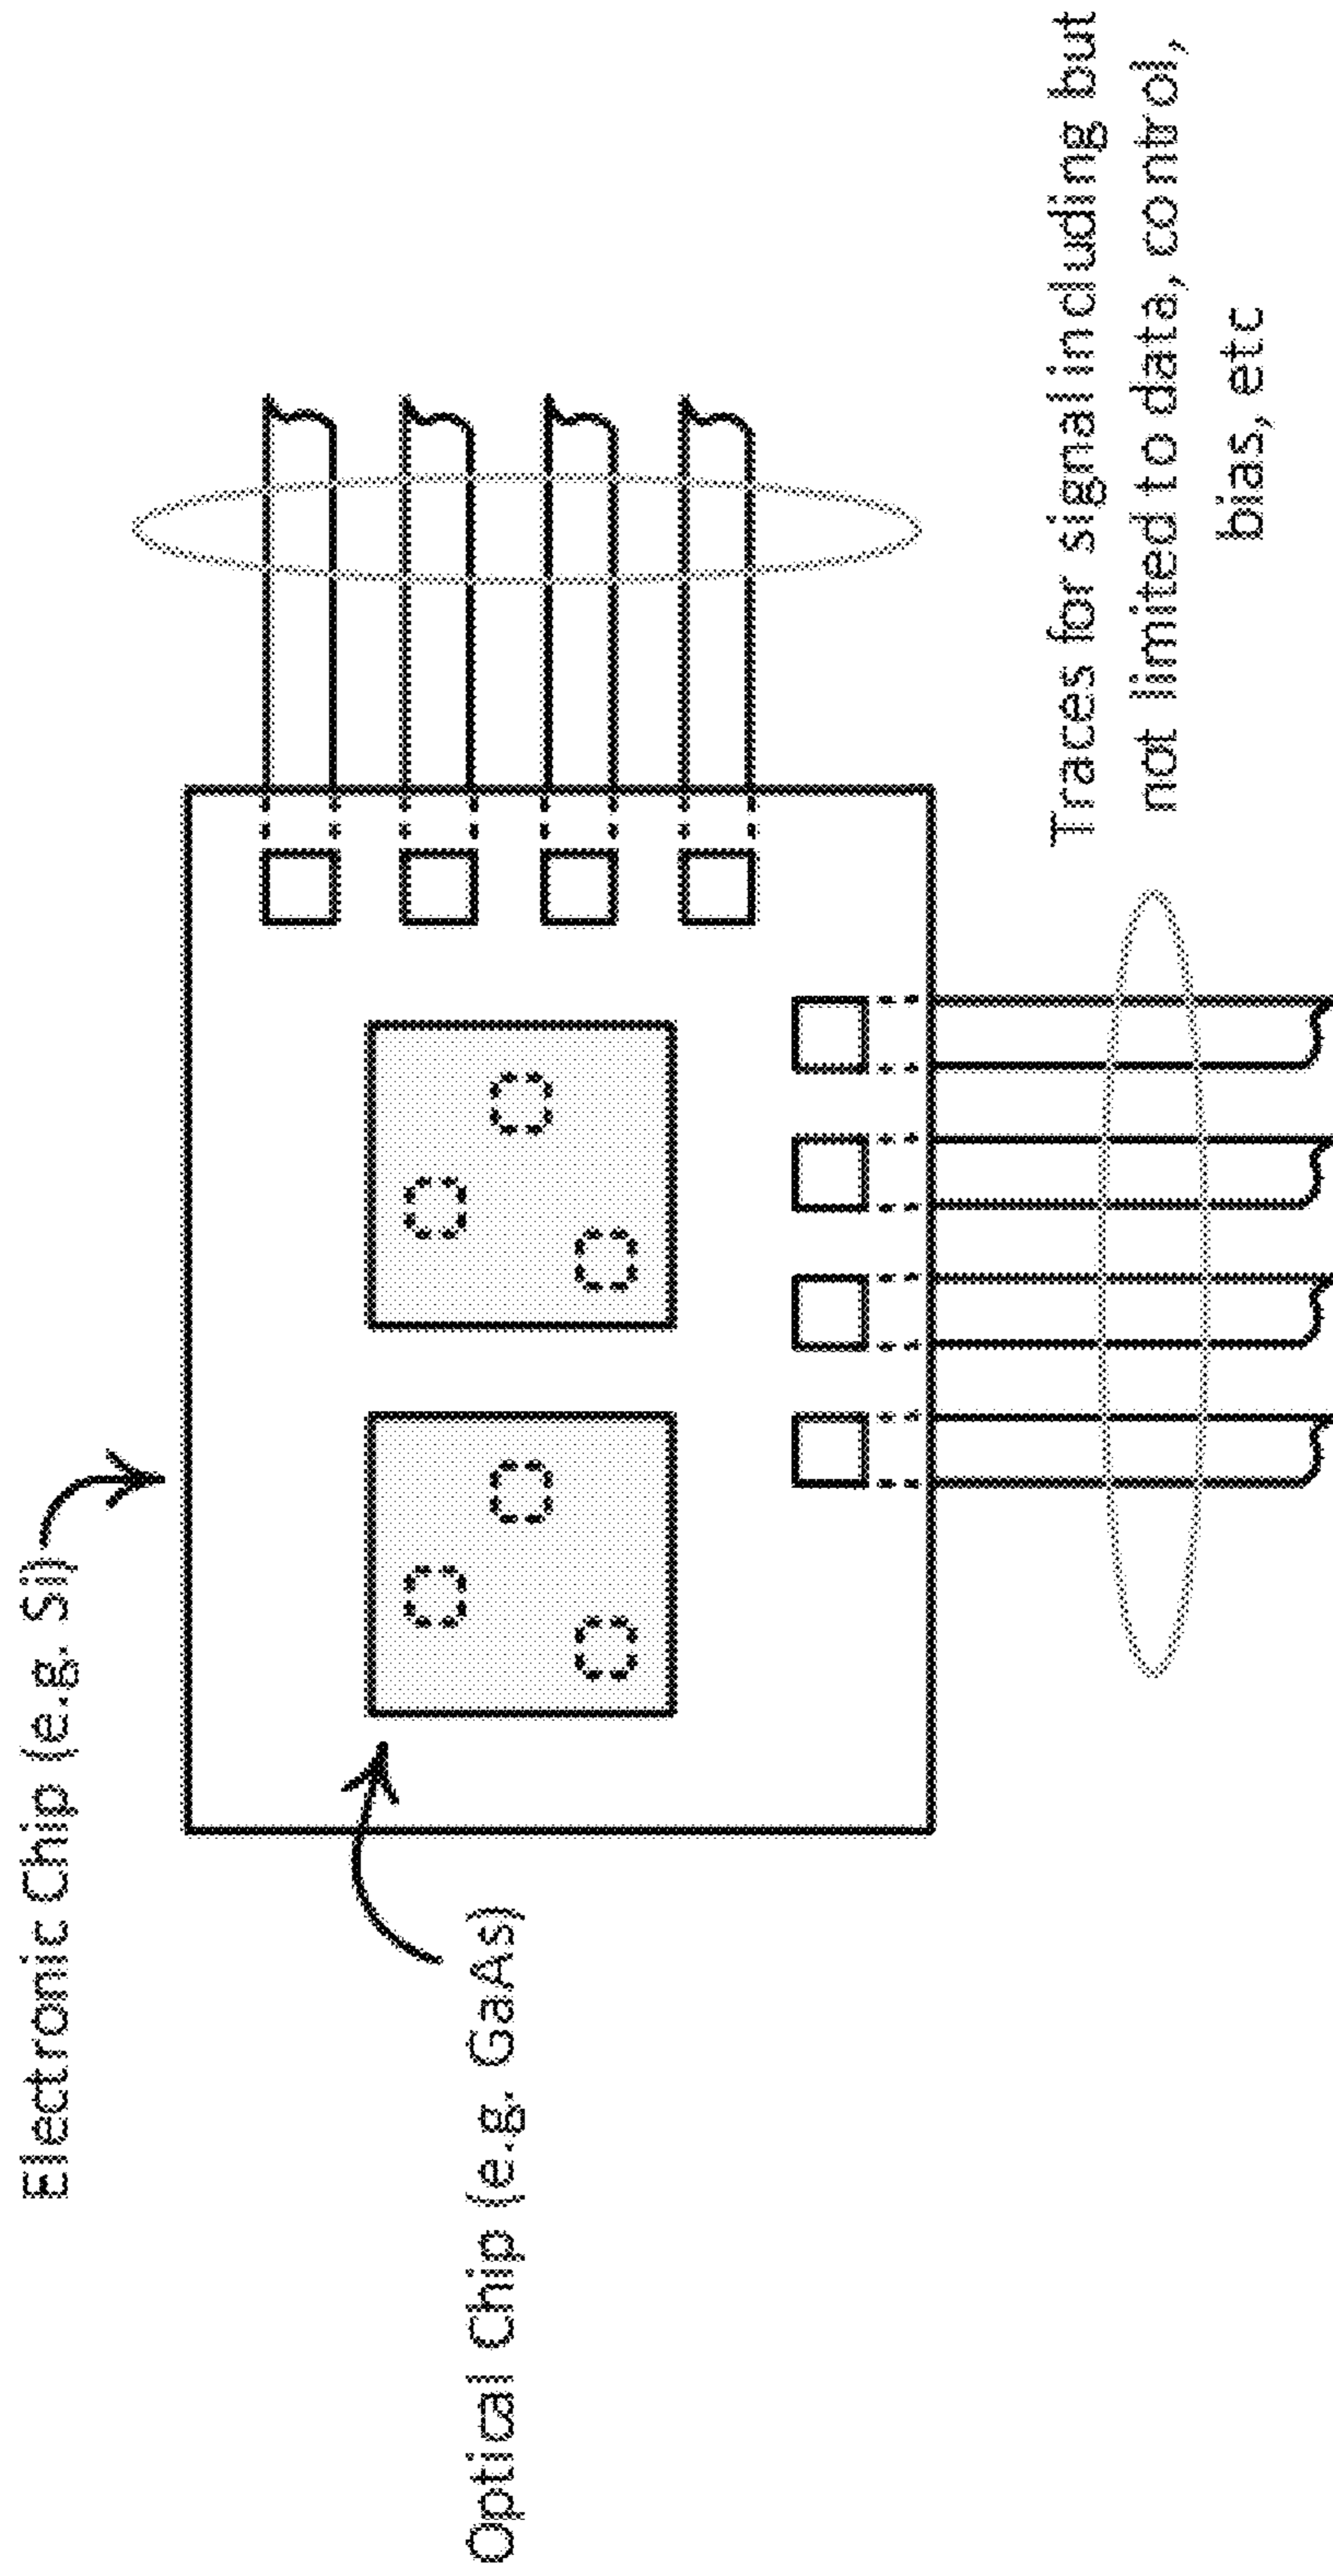 Electronic Chip (e.g. Si)
Optical Chip (e.g. GaAs)
Traces for signal including but
not limited to data, control,
bias, etc